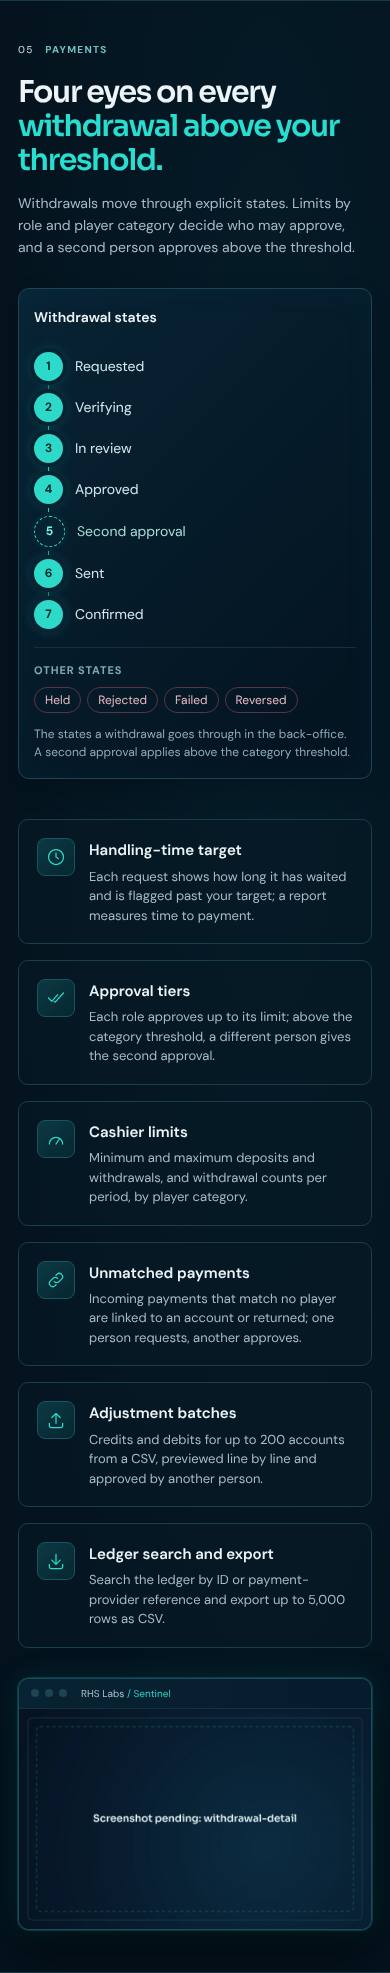 05 PAYMENTS
Four eyes on every
withdrawal above your
threshold.
Withdrawals move through explicit states. Limits by
role and player category decide who may approve,
and a second person approves above the threshold.
Withdrawal states
1 Requested
2 Verifying
3 In review
4 Approved
5 Second approval
6 Sent
7 Confirmed
OTHER STATES
Held Rejected Failed Reversed
The states a withdrawal goes through in the back-office.
A second approval applies above the category threshold.
Handling-time target
Each request shows how long it has waited
and is flagged past your target; a report
measures time to payment.
Approval tiers
Each role approves up to its limit; above the
category threshold, a different person gives
the second approval.
Cashier limits
Minimum and maximum deposits and
withdrawals, and withdrawal counts per
period, by player category.
Unmatched payments
Incoming payments that match no player
are linked to an account or returned; one
person requests, another approves.
Adjustment batches
Credits and debits for up to 200 accounts
from a CSV, previewed line by line and
approved by another person.
Ledger search and export
Search the ledger by ID or payment-
provider reference and export up to 5,000
rows as CSV.
RHS Labs / Sentinel
Screenshot pending: withdrawal-detail